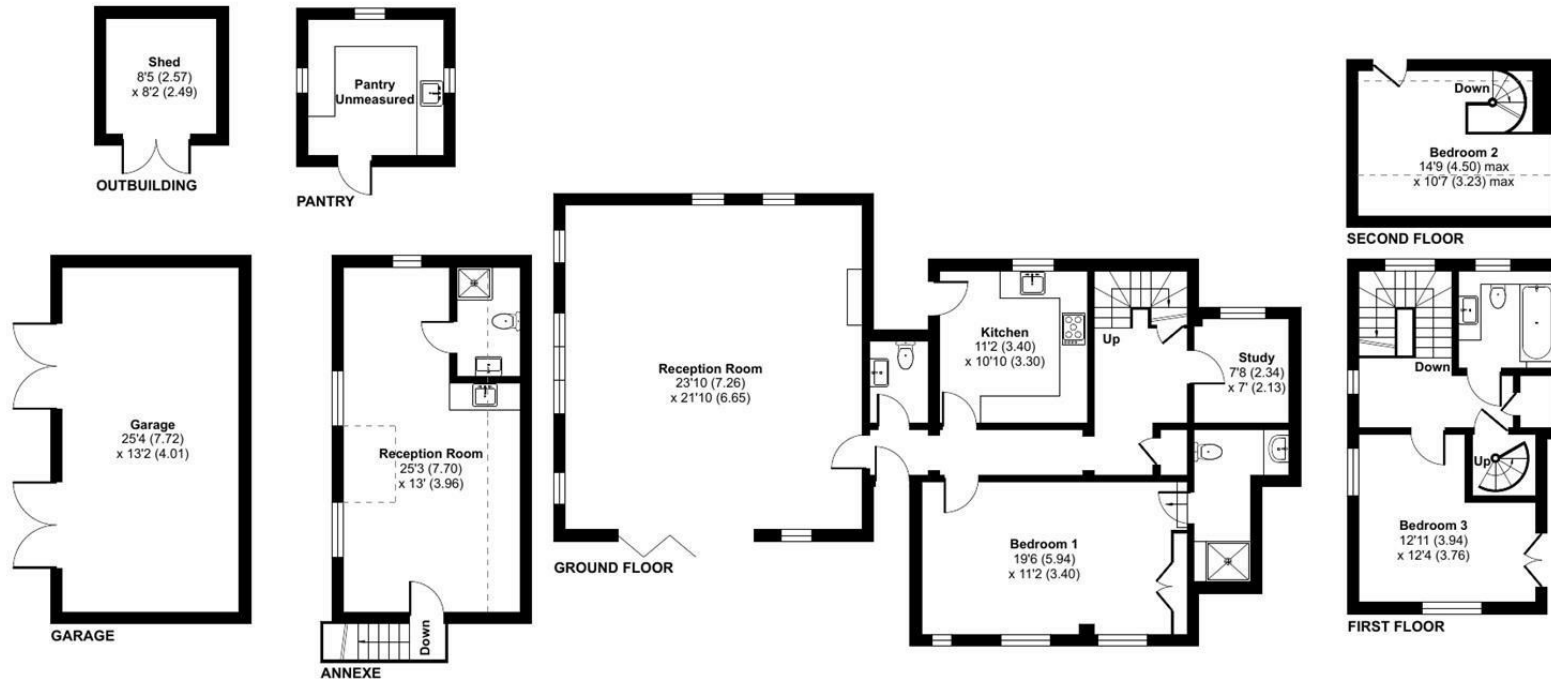 Shed
8'5 (2.57)
x 8'2 (2.49)
OUTBUILDING
Pantry
Unmeasured
PANTRY
Garage
25'4 (7.72)
x 13'2 (4.01)
GARAGE
Reception Room
25'3 (7.70)
x 13' (3.96)
Down
ANNEXE
Reception Room
23'10 (7.26)
x 21'10 (6.65)
GROUND FLOOR
Kitchen
11'2 (3.40)
x 10'10 (3.30)
Up
Study
7'8 (2.34)
x 7' (2.13)
Bedroom 1
19'6 (5.94)
x 11'2 (3.40)
Down
Bedroom 2
14'9 (4.50) max
x 10'7 (3.23) max
SECOND FLOOR
Down
Up
Bedroom 3
12'11 (3.94)
x 12'4 (3.76)
FIRST FLOOR